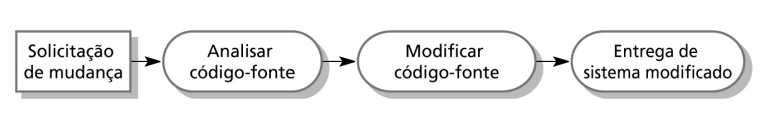 Solicitação
de mudança
Analisar
código-fonte
Modificar
código-fonte
Entrega de
sistema modificado